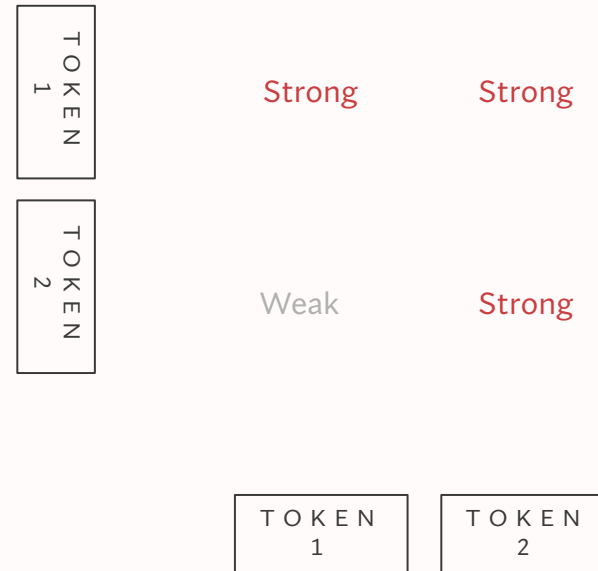 TOKEN
1
Strong Strong
TOKEN
2
Weak Strong
TOKEN
1
TOKEN
2